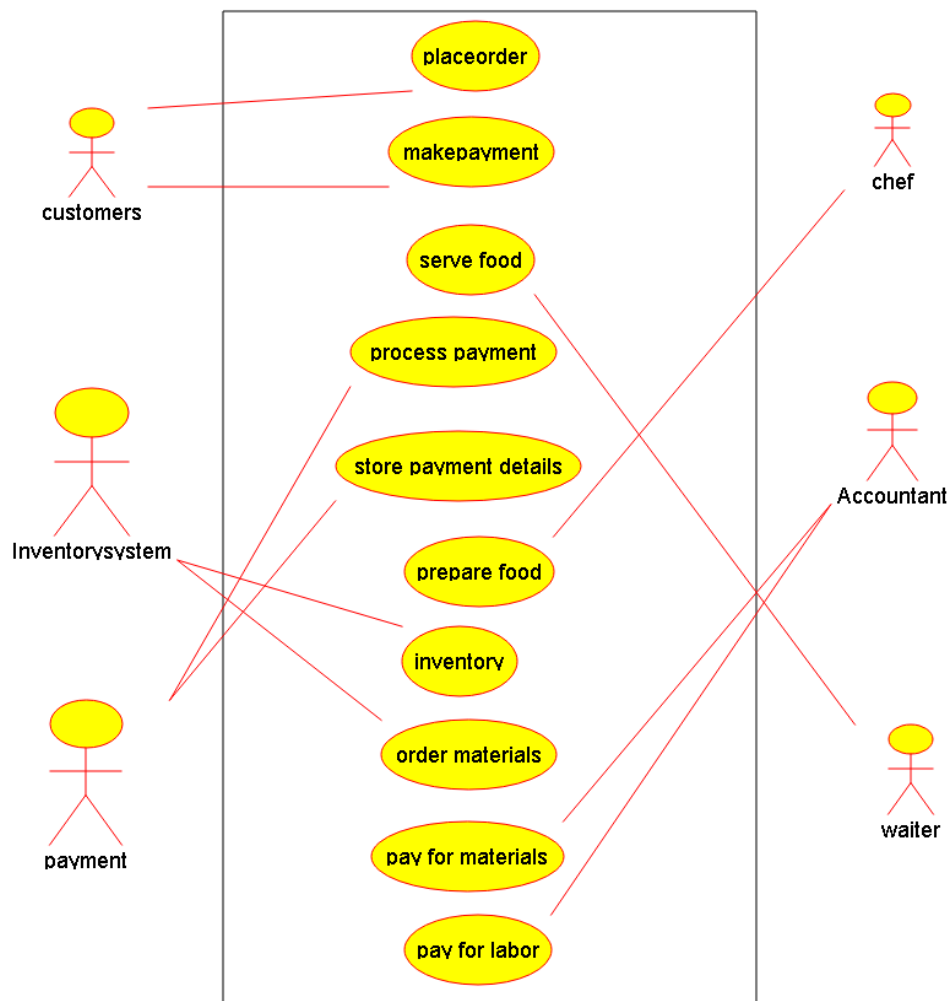 placeorder
makepayment
customers
chef
serve food
process payment
store payment details
Accountant
Inventorysystem
prepare food
inventory
order materials
waiter
payment
pay for materials
pay for labor